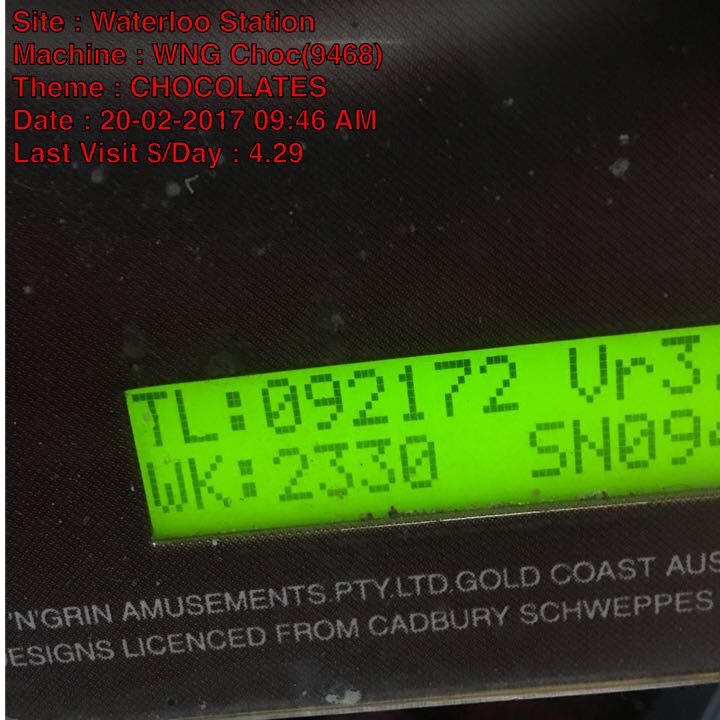 Site : Waterloo Station
Machine : WNG Choc(9468)
Theme : CHOCOLATES
Date : 20-02-2017 09:46 AM
Last Visit $/Day : 4.29
TL:092172 Vr3.
WK:2330 SN094
'N'GRIN AMUSEMENTS.PTY.LTD.GOLD COAST AUS
DESIGNS LICENCED FROM CADBURY SCHWEPPES